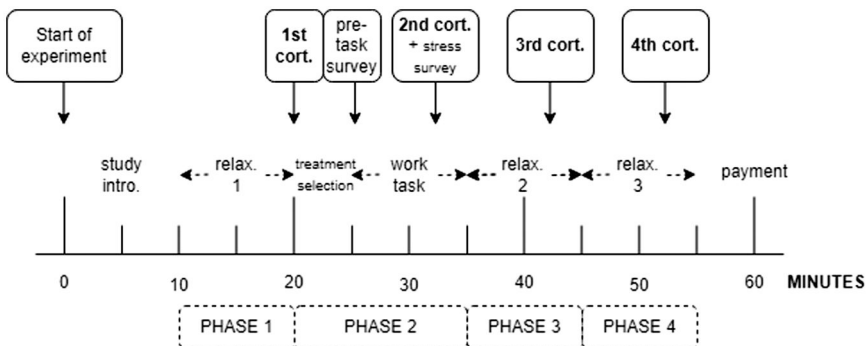 Start of
experiment
1st
cort.
pre-
task
survey
2nd cort.
+ stress
survey
3rd cort.
4th cort.
study
intro.
relax.
1
treatment
selection
work
task
relax.
2
relax.
3
payment
0 10 20 30 40 50 60 MINUTES
PHASE 1 PHASE 2 PHASE 3 PHASE 4